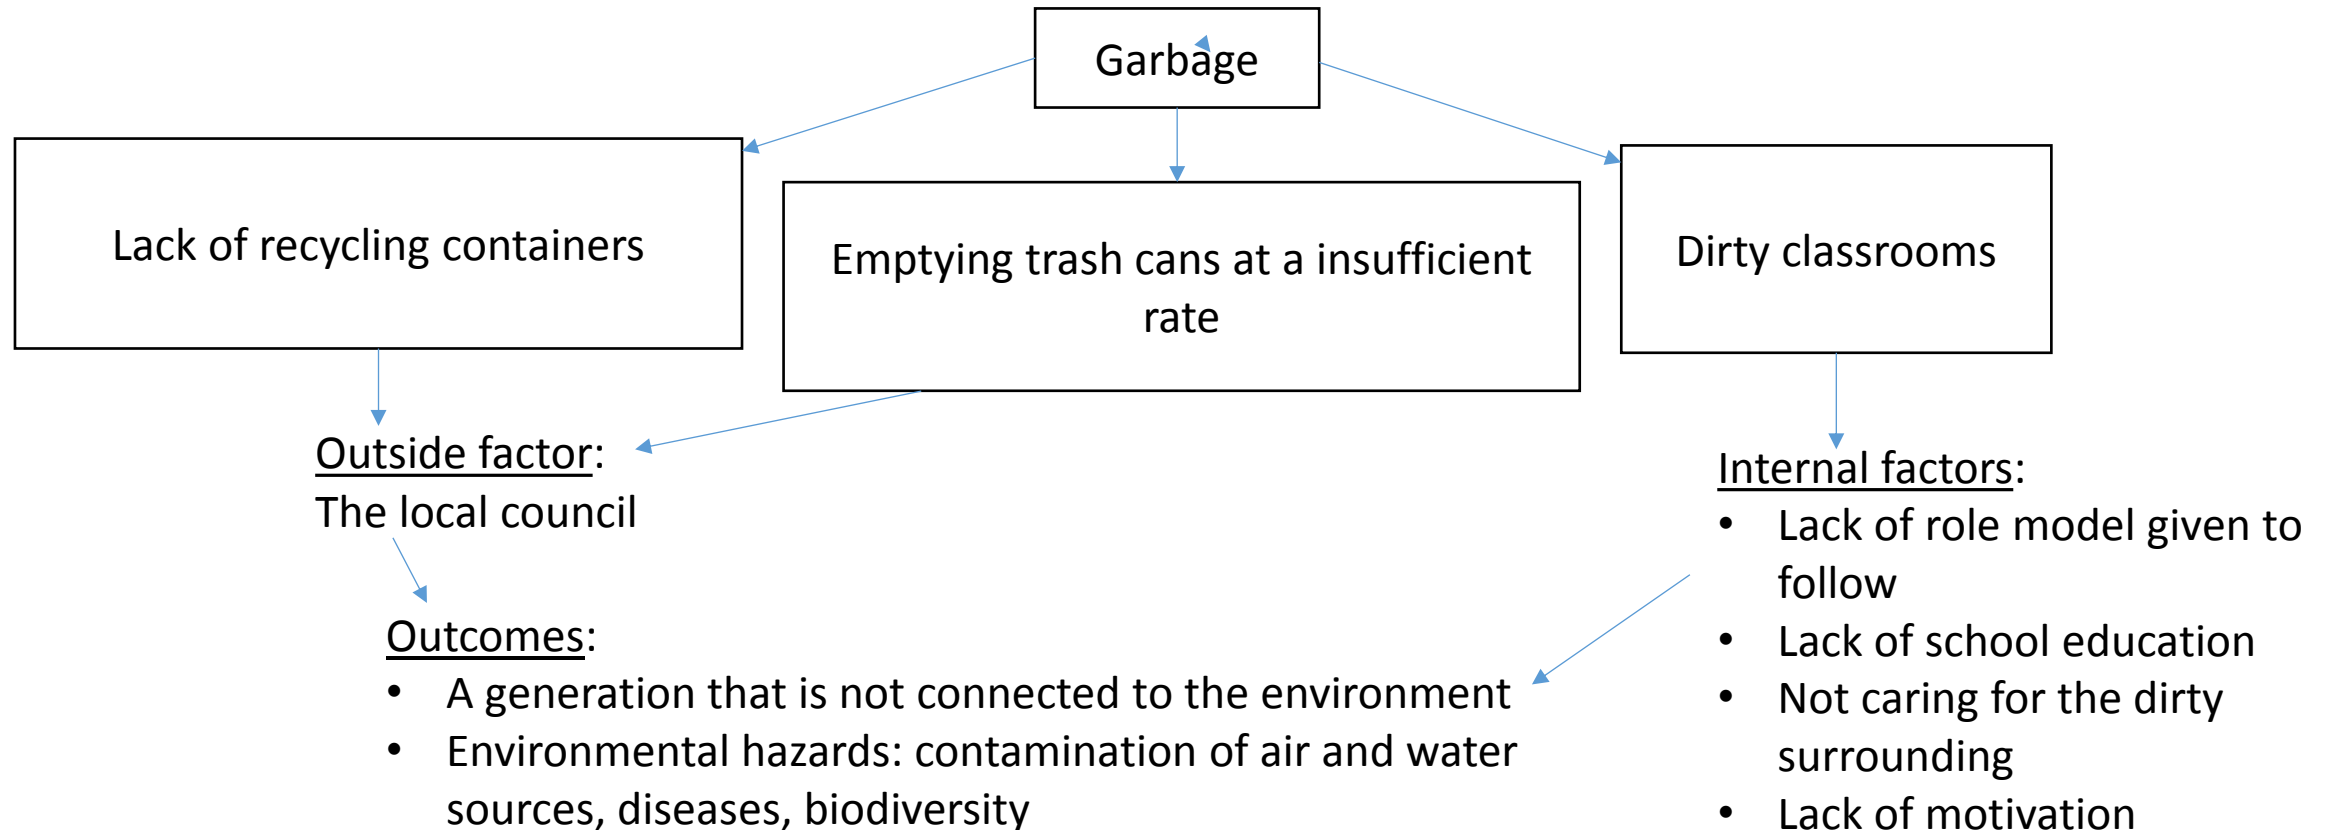 Garbage
Lack of recycling containers
Emptying trash cans at a insufficient
rate
Dirty classrooms
Outside factor:
The local council
Internal factors:
• Lack of role model given to
follow
• Lack of school education
• Not caring for the dirty
surrounding
• Lack of motivation
Outcomes:
• A generation that is not connected to the environment
• Environmental hazards: contamination of air and water
sources, diseases, biodiversity